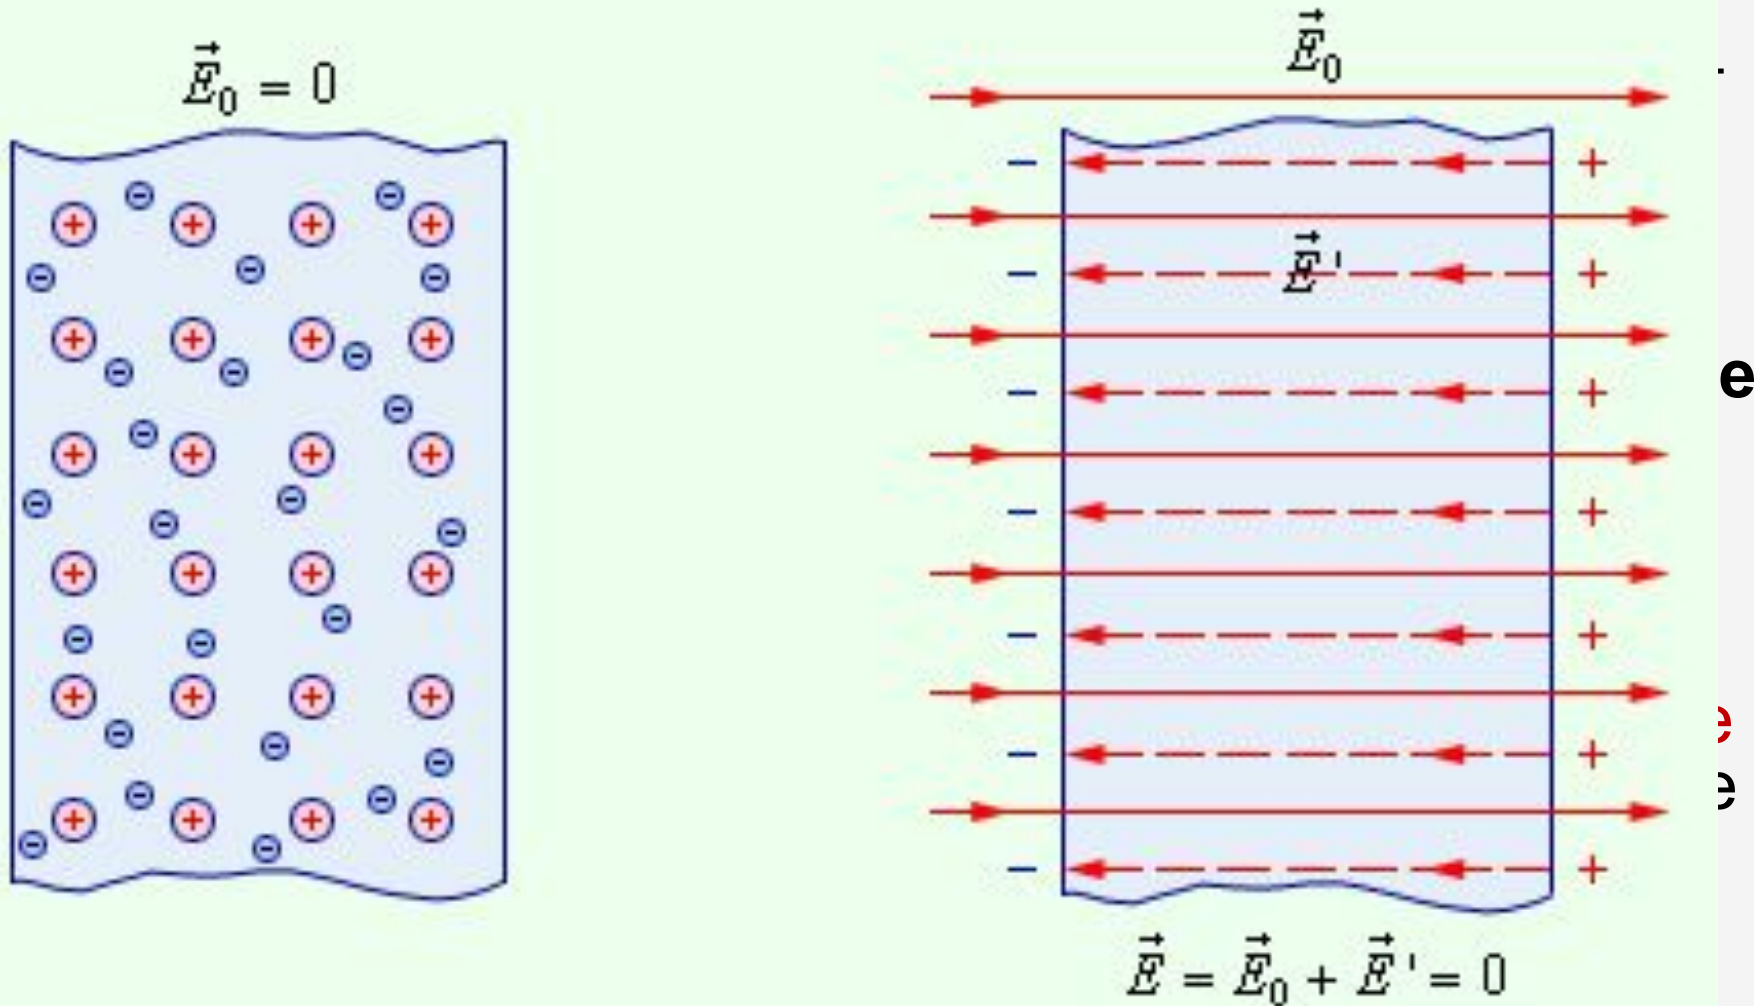 E⃗₀ = 0
E⃗₀
E⃗'
e
e
e
E⃗ = E⃗₀ + E⃗' = 0